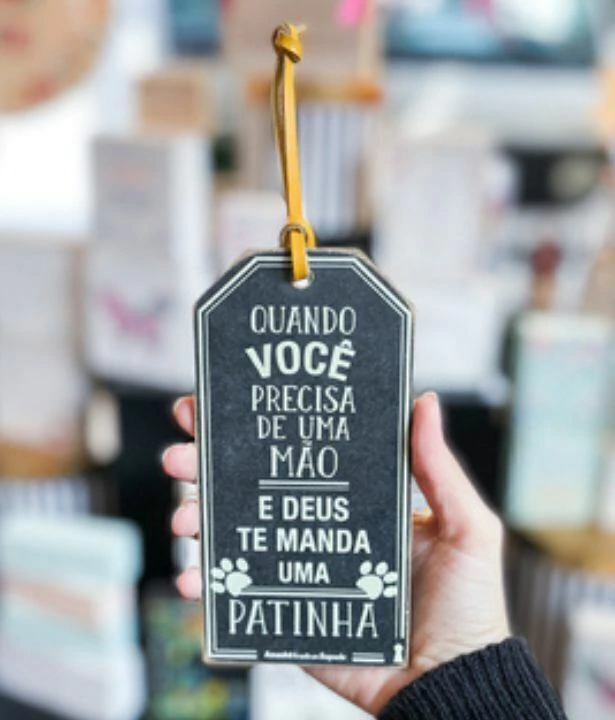 QUANDO
VOCÊ
PRECISA
DE UMA
MÃO
E DEUS
TE MANDA
UMA
PATINHA